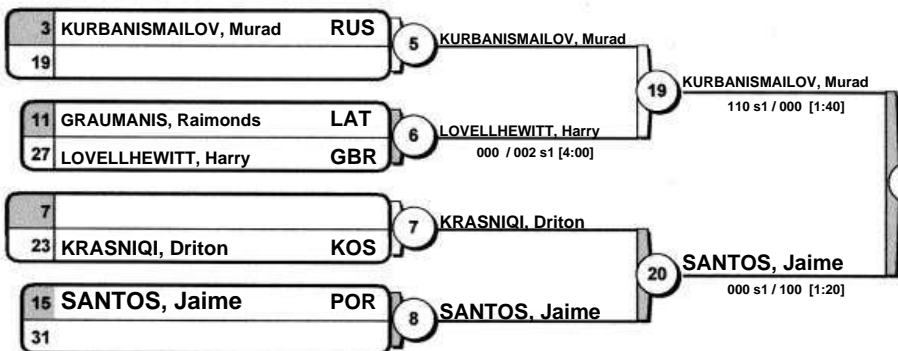 3 KURBANISMAILOV, Murad RUS
19
5 KURBANISMAILOV, Murad
11 GRAUMANIS, Raimonds LAT
27 LOVELLHEWITT, Harry GBR
6 LOVELLHEWITT, Harry
000 / 002 s1 [4:00]
19 KURBANISMAILOV, Murad
110 s1 / 000 [1:40]
7
23 KRASNIQI, Driton KOS
7 KRASNIQI, Driton
15 SANTOS, Jaime POR
31
8 SANTOS, Jaime
20 SANTOS, Jaime
000 s1 / 100 [1:20]